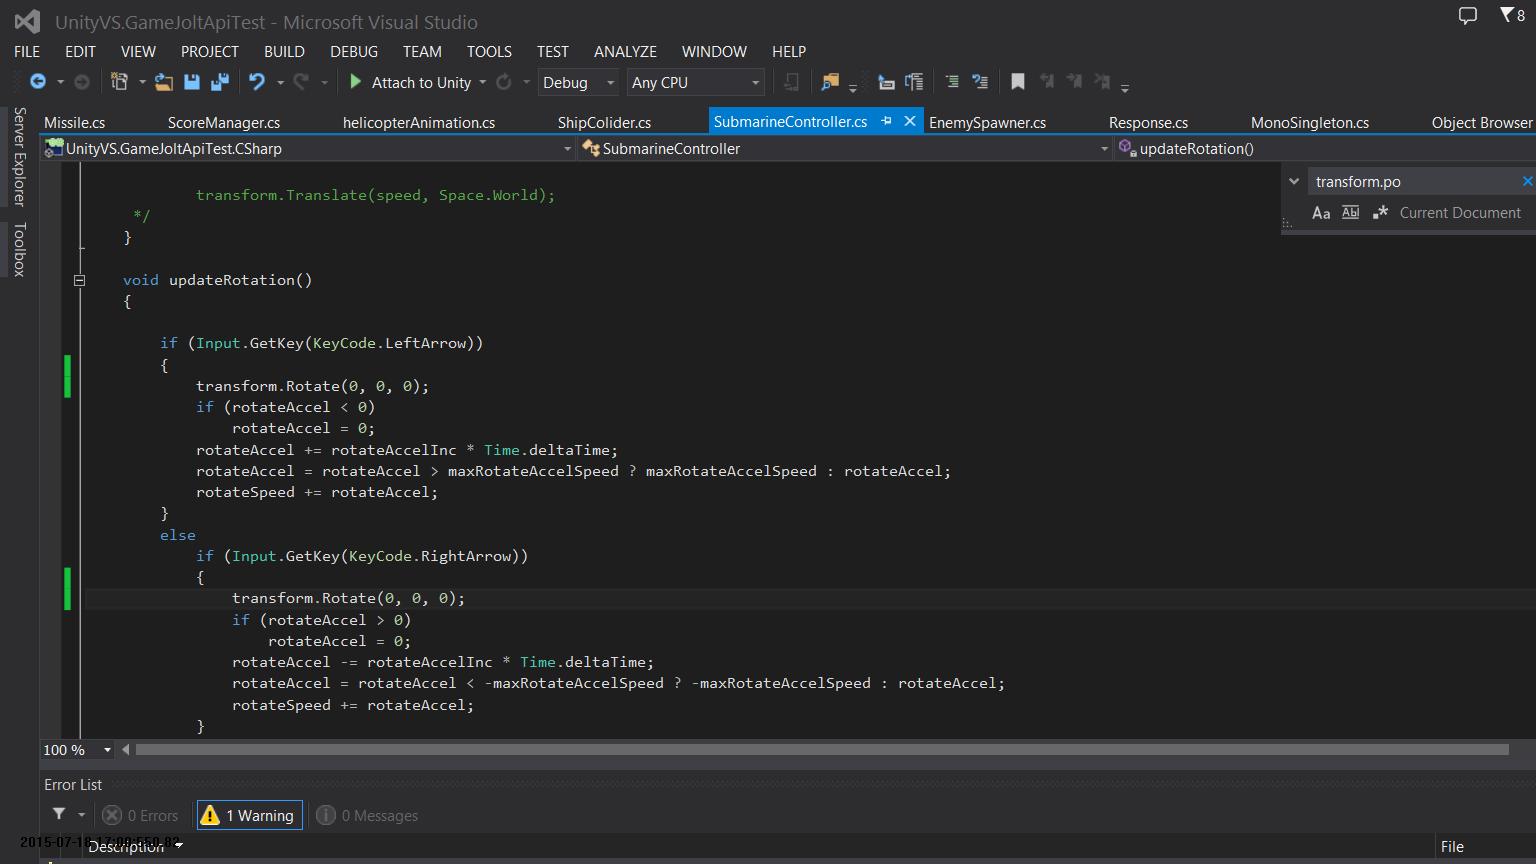 UnityVS.GameJoltApiTest - Microsoft Visual Studio
8
FILE EDIT VIEW PROJECT BUILD DEBUG TEAM TOOLS TEST ANALYZE WINDOW HELP
Attach to Unity Debug Any CPU
Server Explorer
Toolbox
Missile.cs ScoreManager.cs helicopterAnimation.cs ShipColider.cs SubmarineController.cs EnemySpawner.cs Response.cs MonoSingleton.cs Object Browser
UnityVS.GameJoltApiTest.CSharp SubmarineController updateRotation()
transform.po
Aa Abl Current Document
transform.Translate(speed, Space.World);
*/
}
void updateRotation()
{
if (Input.GetKey(KeyCode.LeftArrow))
{
transform.Rotate(0, 0, 0);
if (rotateAccel < 0)
rotateAccel = 0;
rotateAccel += rotateAccelInc * Time.deltaTime;
rotateAccel = rotateAccel > maxRotateAccelSpeed ? maxRotateAccelSpeed : rotateAccel;
rotateSpeed += rotateAccel;
}
else
if (Input.GetKey(KeyCode.RightArrow))
{
transform.Rotate(0, 0, 0);
if (rotateAccel > 0)
rotateAccel = 0;
rotateAccel -= rotateAccelInc * Time.deltaTime;
rotateAccel = rotateAccel < -maxRotateAccelSpeed ? -maxRotateAccelSpeed : rotateAccel;
rotateSpeed += rotateAccel;
}
100 %
Error List
0 Errors 1 Warning 0 Messages
Description File